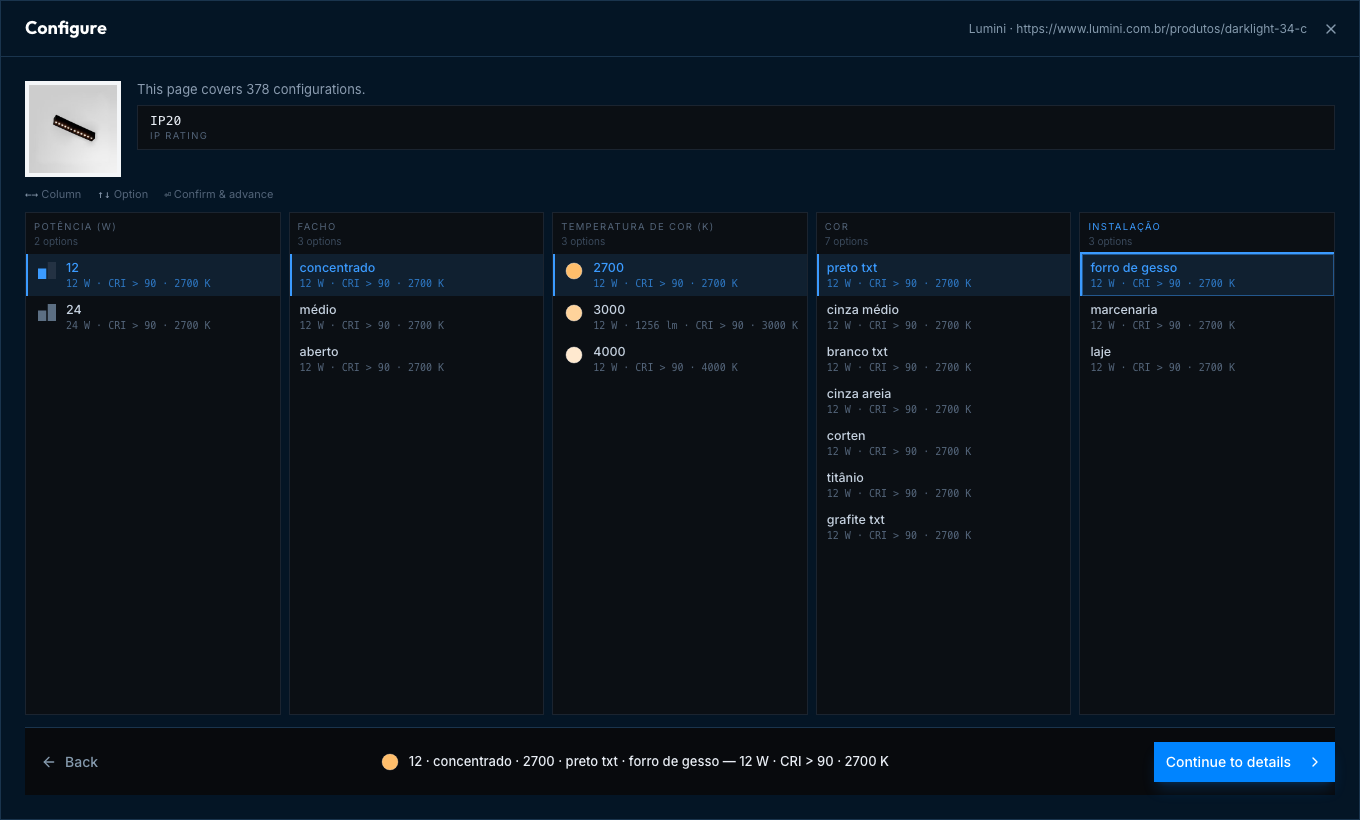 Configure
Lumini · https://www.lumini.com.br/produtos/darklight-34-c
This page covers 378 configurations.
IP20
IP RATING
←→ Column ↑↓ Option ⏎ Confirm & advance
POTÊNCIA (W)
2 options
12
12 W · CRI > 90 · 2700 K
24
24 W · CRI > 90 · 2700 K
FACHO
3 options
concentrado
12 W · CRI > 90 · 2700 K
médio
12 W · CRI > 90 · 2700 K
aberto
12 W · CRI > 90 · 2700 K
TEMPERATURA DE COR (K)
3 options
2700
12 W · CRI > 90 · 2700 K
3000
12 W · 1256 lm · CRI > 90 · 3000 K
4000
12 W · CRI > 90 · 4000 K
COR
7 options
preto txt
12 W · CRI > 90 · 2700 K
cinza médio
12 W · CRI > 90 · 2700 K
branco txt
12 W · CRI > 90 · 2700 K
cinza areia
12 W · CRI > 90 · 2700 K
corten
12 W · CRI > 90 · 2700 K
titânio
12 W · CRI > 90 · 2700 K
grafite txt
12 W · CRI > 90 · 2700 K
INSTALAÇÃO
3 options
forro de gesso
12 W · CRI > 90 · 2700 K
marcenaria
12 W · CRI > 90 · 2700 K
laje
12 W · CRI > 90 · 2700 K
Back
12 · concentrado · 2700 · preto txt · forro de gesso — 12 W · CRI > 90 · 2700 K
Continue to details